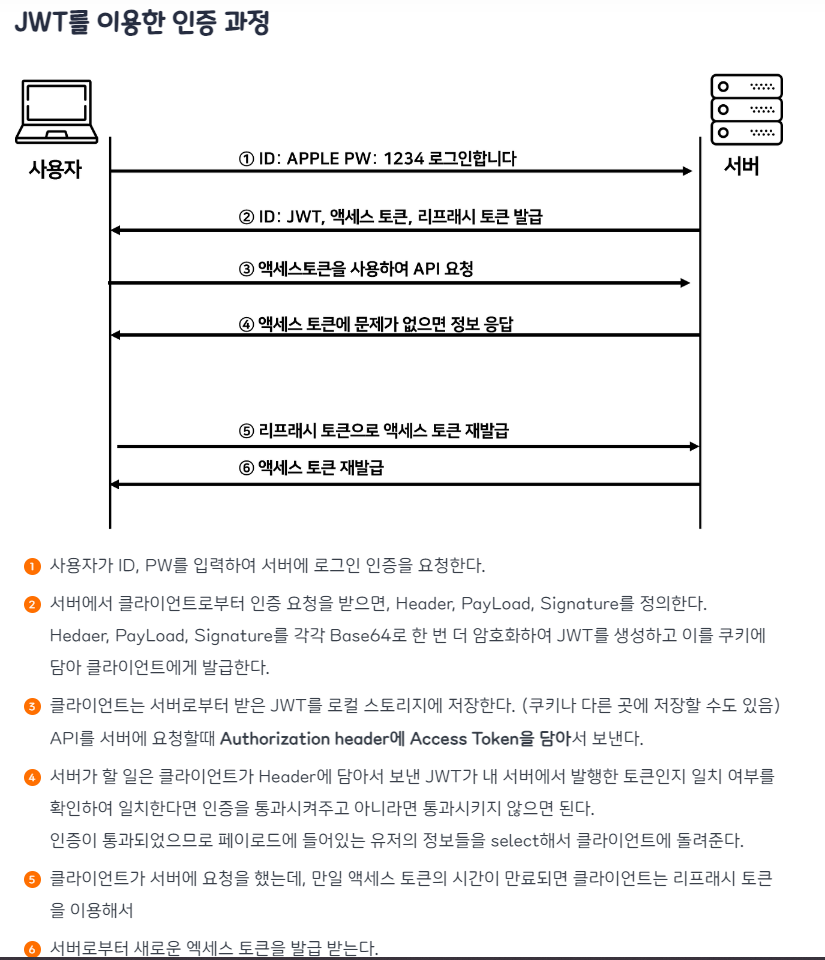 JWT를 이용한 인증 과정
사용자
서버
① ID: APPLE PW: 1234 로그인합니다
② ID: JWT, 액세스 토큰, 리프래시 토큰 발급
③ 액세스토큰을 사용하여 API 요청
④ 액세스 토큰에 문제가 없으면 정보 응답
⑤ 리프래시 토큰으로 액세스 토큰 재발급
⑥ 액세스 토큰 재발급
1 사용자가 ID, PW를 입력하여 서버에 로그인 인증을 요청한다.
2 서버에서 클라이언트로부터 인증 요청을 받으면, Header, PayLoad, Signature를 정의한다.
Hedaer, PayLoad, Signature를 각각 Base64로 한 번 더 암호화하여 JWT를 생성하고 이를 쿠키에
담아 클라이언트에게 발급한다.
3 클라이언트는 서버로부터 받은 JWT를 로컬 스토리지에 저장한다. (쿠키나 다른 곳에 저장할 수도 있음)
API를 서버에 요청할때 Authorization header에 Access Token을 담아서 보낸다.
4 서버가 할 일은 클라이언트가 Header에 담아서 보낸 JWT가 내 서버에서 발행한 토큰인지 일치 여부를
확인하여 일치한다면 인증을 통과시켜주고 아니라면 통과시키지 않으면 된다.
인증이 통과되었으므로 페이로드에 들어있는 유저의 정보들을 select해서 클라이언트에 돌려준다.
5 클라이언트가 서버에 요청을 했는데, 만일 액세스 토큰의 시간이 만료되면 클라이언트는 리프래시 토큰
을 이용해서
6 서버로부터 새로운 엑세스 토큰을 발급 받는다.